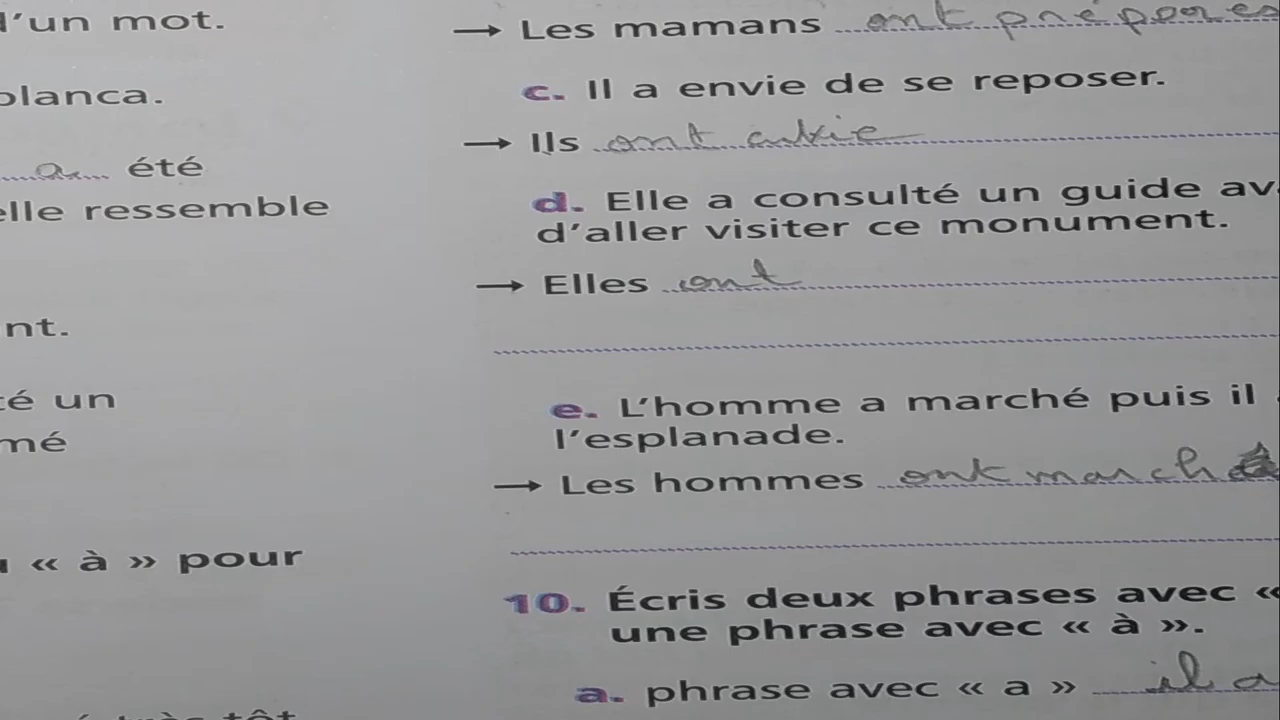 d'un mot.
blanca.
a été
elle ressemble
nt.
té un
mé
« à » pour
très tôt
→ Les mamans ont
c. Il a envie de se reposer.
→ Ils ont
d. Elle a consulté un guide av
d'aller visiter ce monument.
→ Elles ont
e. L'homme a marché puis il
l'esplanade.
→ Les hommes ont marché
10. Écris deux phrases avec «
une phrase avec « à ».
a. phrase avec « a » il a